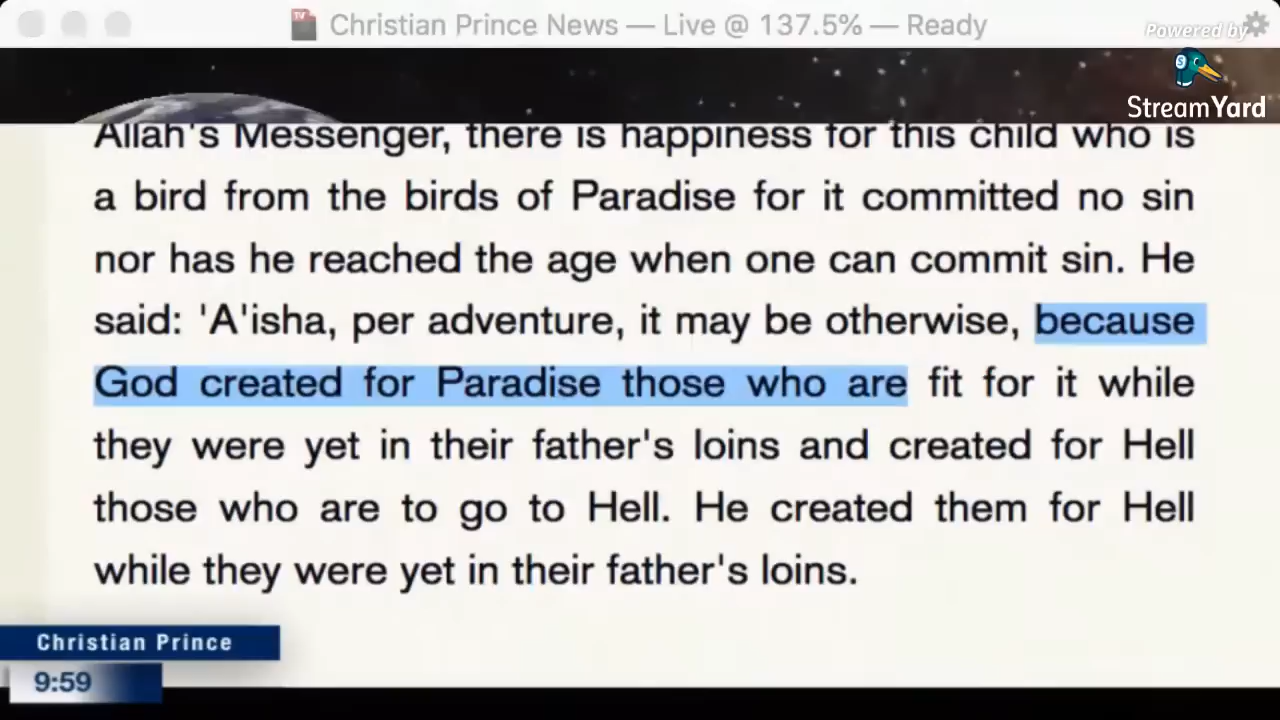 Christian Prince News — Live @ 137.5% — Ready
Powered by
StreamYard
Allah's Messenger, there is happiness for this child who is
a bird from the birds of Paradise for it committed no sin
nor has he reached the age when one can commit sin. He
said: 'A'isha, per adventure, it may be otherwise, because
God created for Paradise those who are fit for it while
they were yet in their father's loins and created for Hell
those who are to go to Hell. He created them for Hell
while they were yet in their father's loins.
Christian Prince
9:59